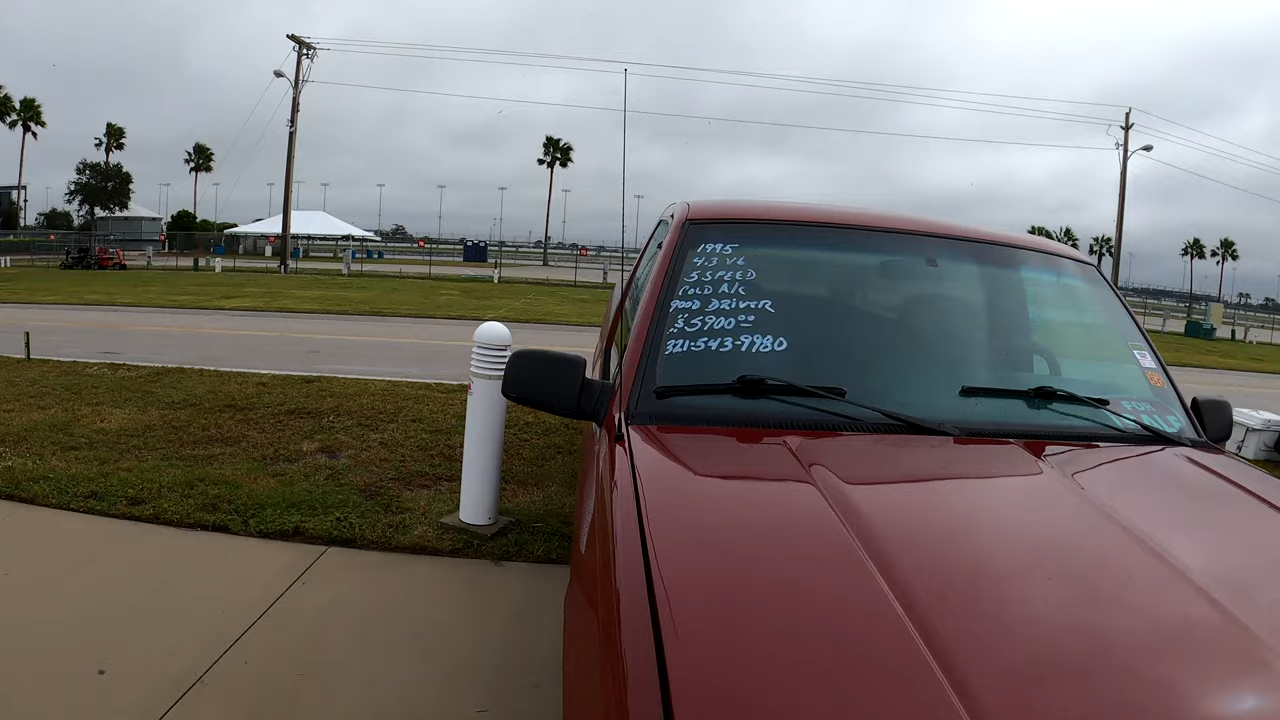 1995
4.3 V6
5 SPEED
COLD A/C
GOOD DRIVER
"$5900⁰⁰
321-543-9980
FOR
SALE